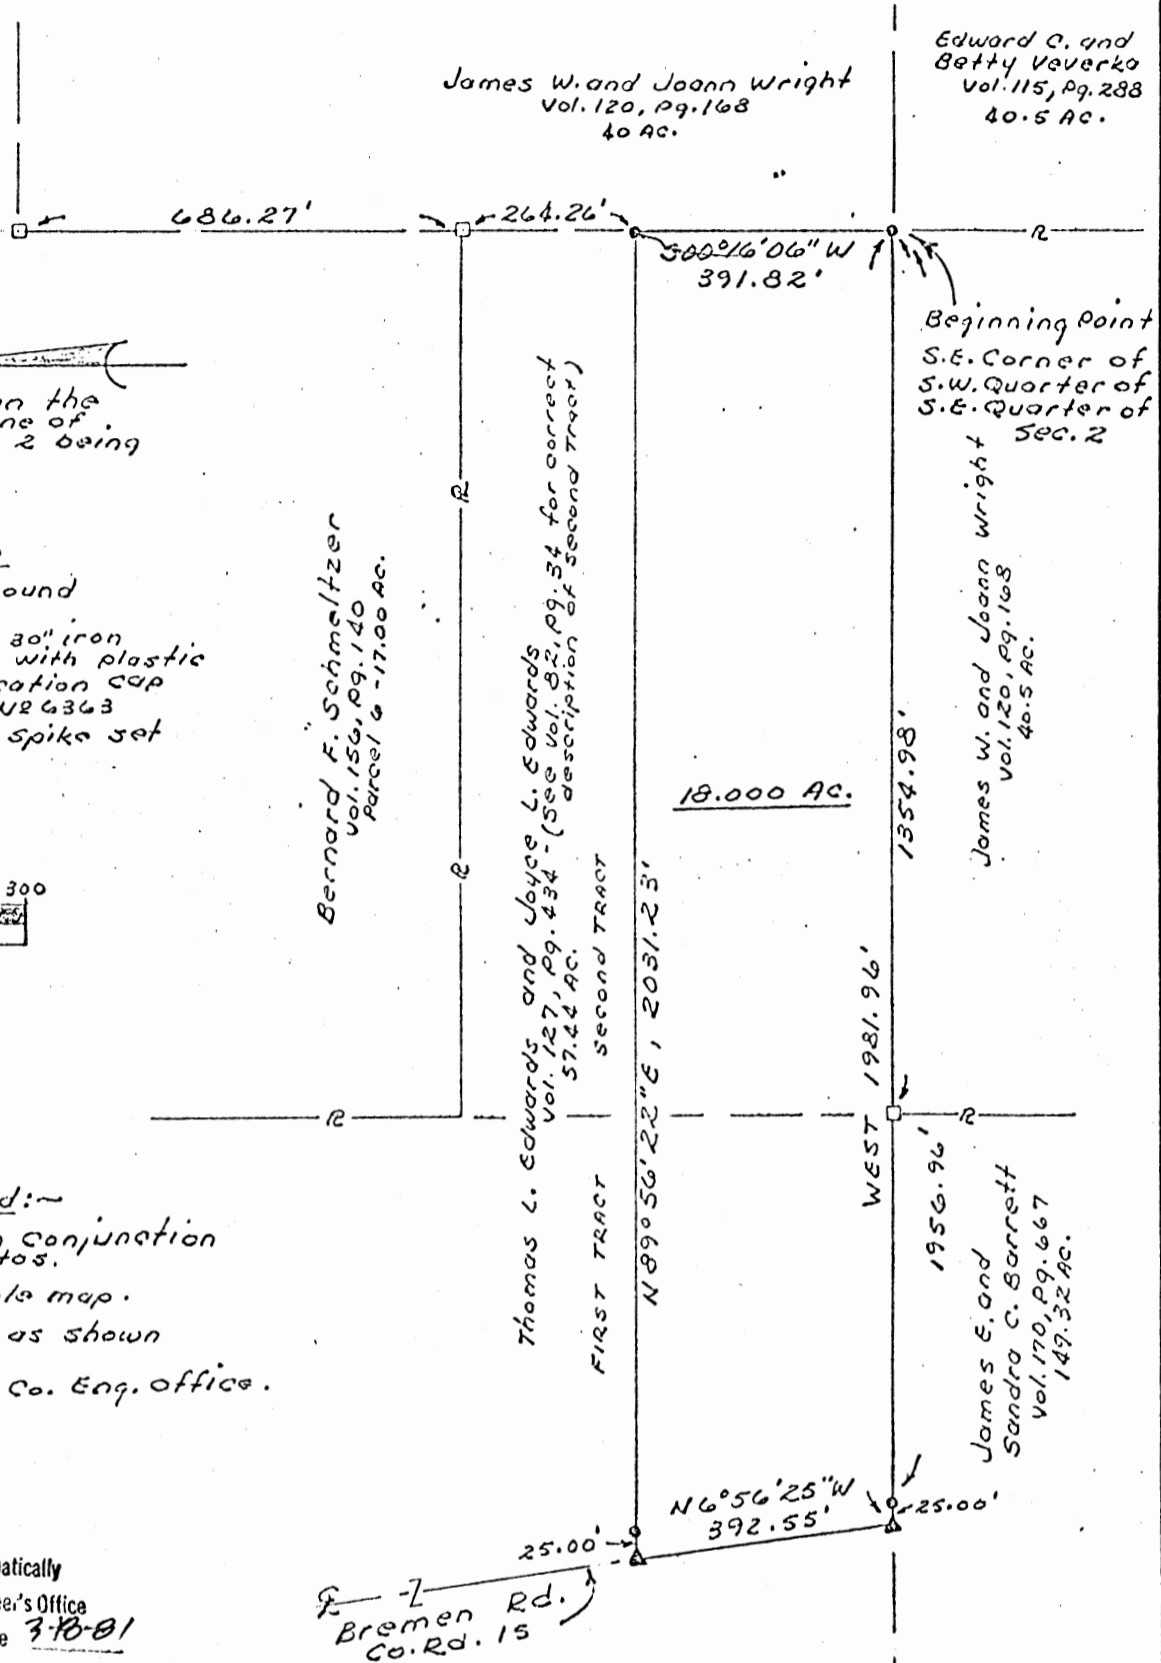 James W. and Joann Wright
Vol. 120, Pg. 168
40 Ac.
Edward C. and
Betty Veverka
Vol. 115, Pg. 288
40.5 Ac.
686.27'
264.26'
R
S00°16'06" W
391.82'
Beginning Point
S.E. Corner of
S.W. Quarter of
S.E. Quarter of
Sec. 2
on the
ne of
2 being
ound
30" iron
with plastic
cation cap
6363
spike set
300
Bernard F. Schmeltzer
Vol. 156, Pg. 140
Parcel 6 - 17.00 Ac.
R
R
R
Thomas L. Edwards and Joyce L. Edwards
Vol. 127, Pg. 434 - (See Vol. 82, Pg. 34 for correct
description of second Tract)
57.44 Ac.
FIRST TRACT
SECOND TRACT
N 89° 56' 22" E, 2031.23'
18.000 Ac.
1354.98'
WEST 1981.96'
James W. and Joann Wright
Vol. 120, Pg. 168
40.5 Ac.
R
1956.96'
James E. and
Sandra C. Barrett
Vol. 170, Pg. 667
149.32 Ac.
d:~
conjunction
tos.
le map.
as shown
Co. Eng. Office.
N 6° 56' 25" W
392.55'
25.00'
25.00'
Bremen Rd.
Co. Rd. 15
atically
er's Office
e 3-18-81